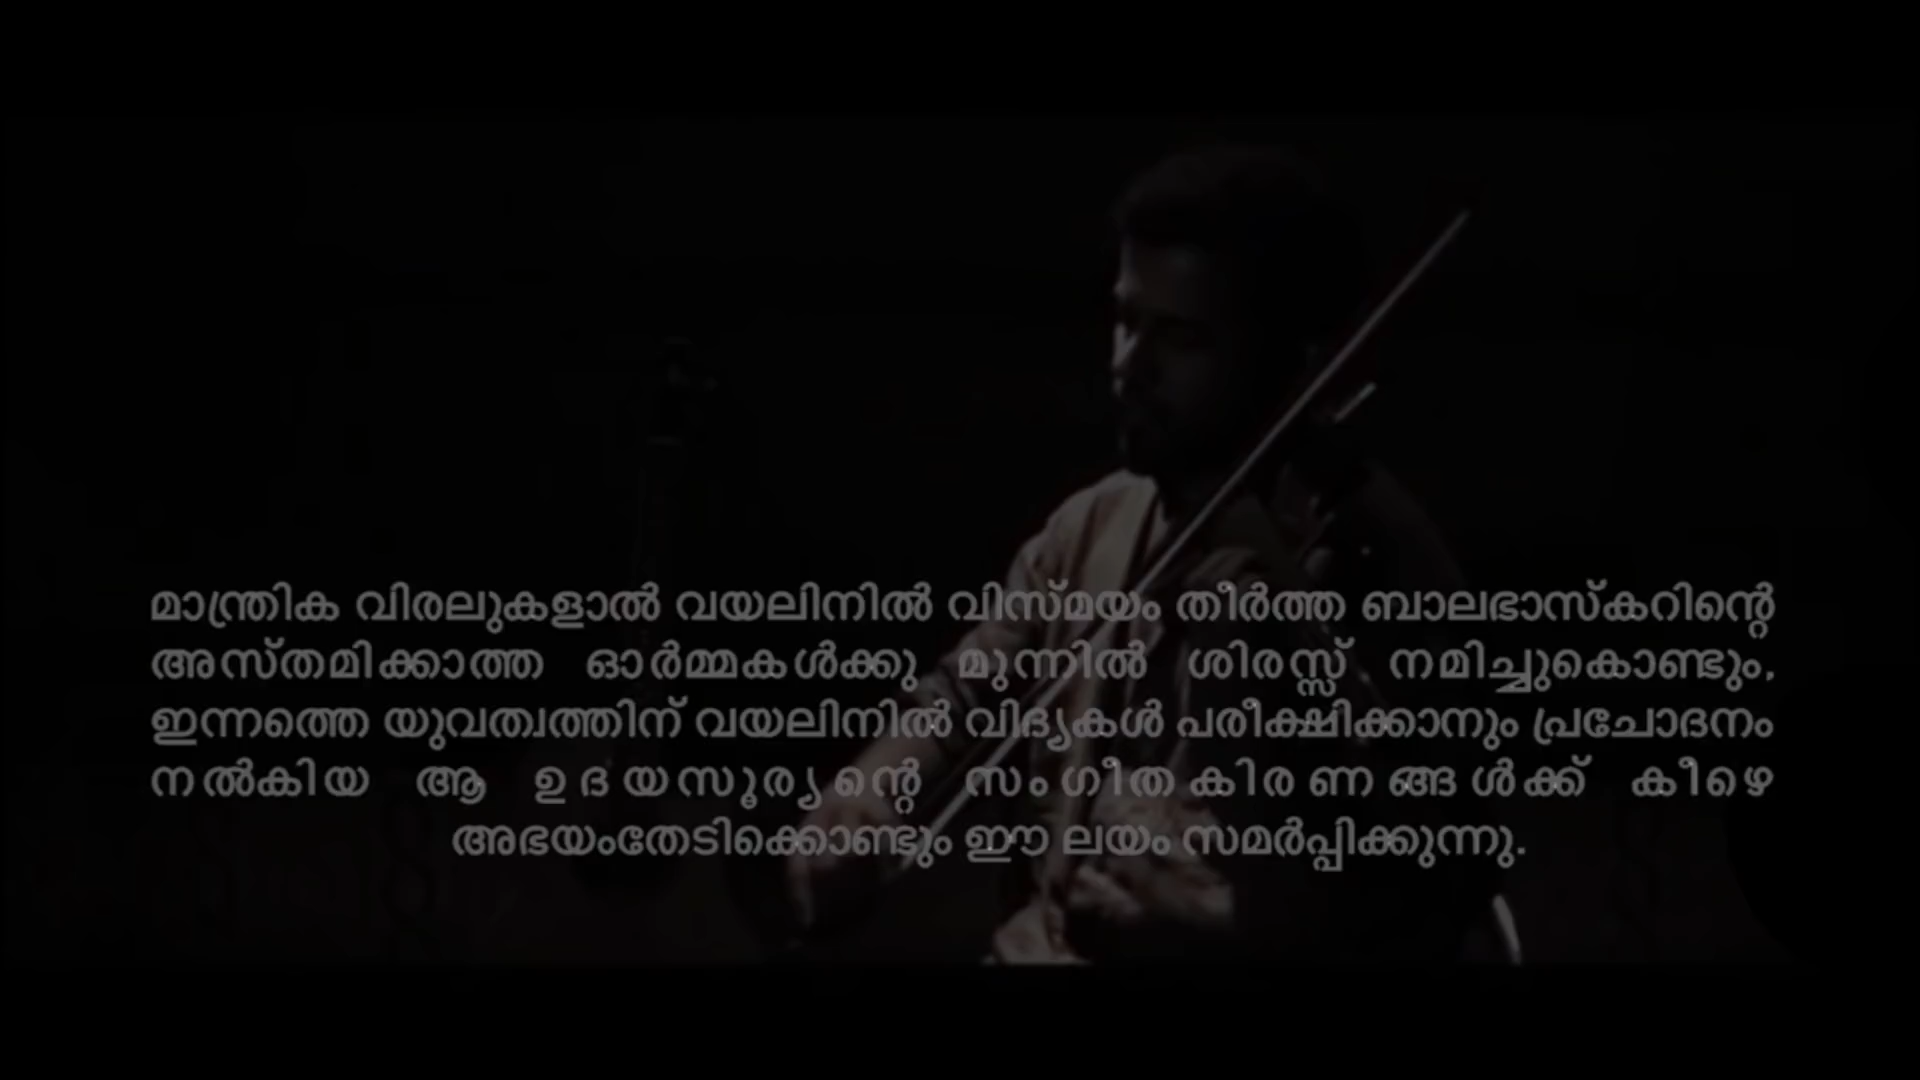 മാന്ത്രിക വിരലുകളാൽ വയലിനിൽ വിസ്മയം തീർത്ത ബാലഭാസ്കറിന്റെ
അസ്തമിക്കാത്ത ഓർമ്മകൾക്കു മുന്നിൽ ശിരസ്സ് നമിച്ചുകൊണ്ടും,
ഇന്നത്തെ യുവത്വത്തിന് വയലിനിൽ വിദ്യകൾ പരീക്ഷിക്കാനും പ്രചോദനം
നൽകിയ ആ ഉദയസൂര്യന്റെ സംഗീതകിരണങ്ങൾക്ക് കീഴെ
അഭയംതേടിക്കൊണ്ടും ഈ ലയം സമർപ്പിക്കുന്നു.